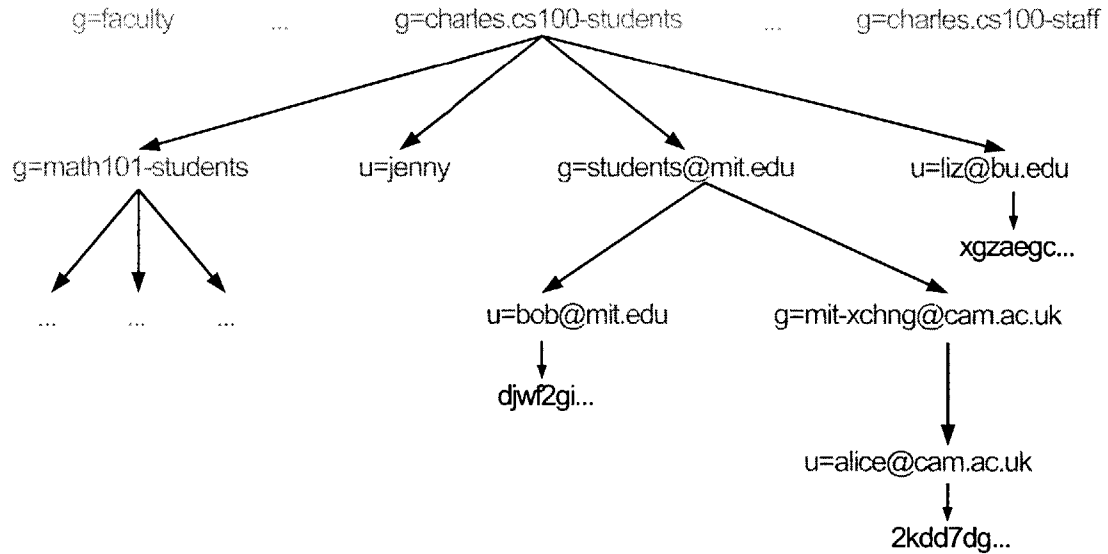 g=faculty ... g=charles.cs100-students ... g=charles.cs100-staff
g=math101-students u=jenny g=students@mit.edu u=liz@bu.edu
xgzaegc...
... ... ... u=bob@mit.edu g=mit-xchng@cam.ac.uk
djwf2gi...
u=alice@cam.ac.uk
2kdd7dg...